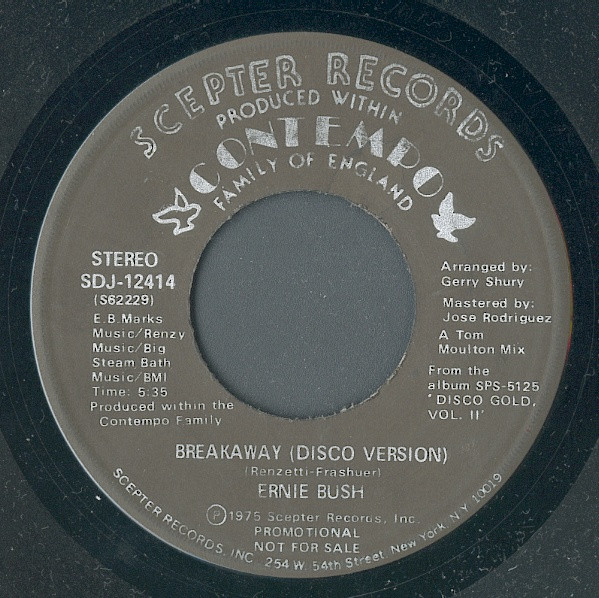 SCEPTER RECORDS
PRODUCED WITHIN
CONTEMPO
FAMILY OF ENGLAND
STEREO
SDJ-12414
(S62229)
E.B.Marks
Music/Renzy
Music/Big
Steam Bath
Music/BMI
Time: 5:35
Produced within the
Contempo Family
Arranged by:
Gerry Shury
Mastered by:
Jose Rodriguez
A Tom
Moulton Mix
From the
album SPS-5125
'DISCO GOLD,
VOL. II'
BREAKAWAY (DISCO VERSION)
(Renzetti-Frashuer)
ERNIE BUSH
Ⓟ1975 Scepter Records, Inc.
PROMOTIONAL
NOT FOR SALE
SCEPTER RECORDS, INC. 254 W. 54th Street, New York, N.Y. 10019